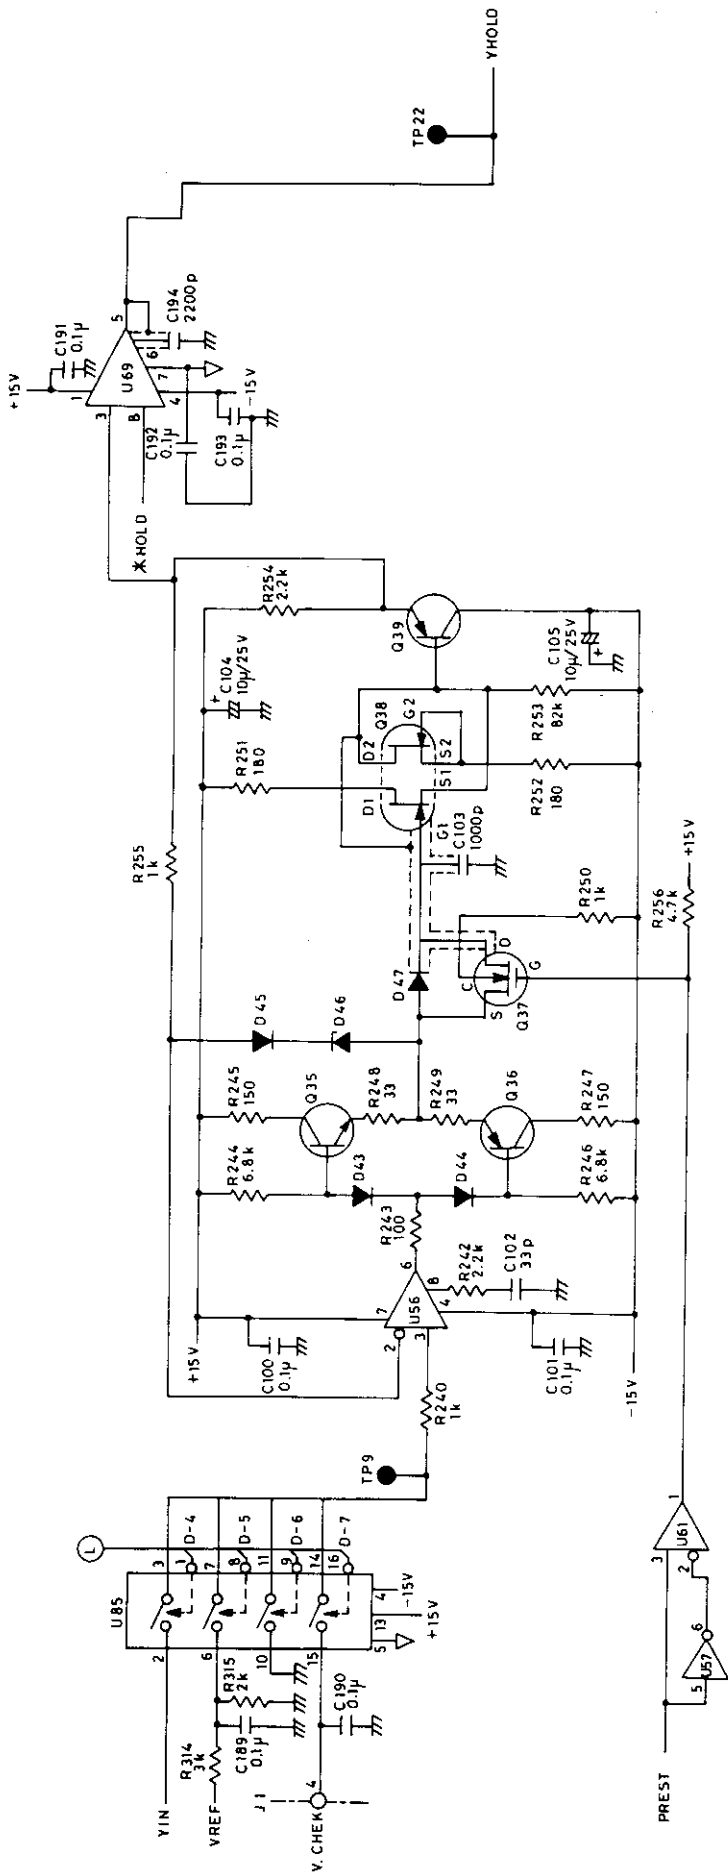 YIN
VREF
V. CHEK
J1
4
R314
3k
R315
2k
C189
0.1µ
C190
0.1µ
U85
2
6
10
15
3
7
11
14
1
8
9
16
D-4
D-5
D-6
D-7
L
5
13
4
+15V
-15V
TP9
R240
1k
C100
0.1µ
+15V
2
3
7
6
8
4
U56
C101
0.1µ
-15V
R242
2.2k
C102
33p
R243
100
R244
6.8k
R245
150
D43
D44
Q35
R248
33
R249
33
Q36
R246
6.8k
R247
150
D45
D46
D47
R255
1k
Q37
S
C
D
G
R250
1k
C103
1000p
G1
R251
180
D1
D2
S1
S2
G2
Q38
C104
10µ/25V
+
R252
180
R253
82k
R254
2.2k
Q39
C105
10µ/25V
+
R256
4.7k
+15V
PREST
U57
5
6
U61
3
2
1
HOLD
+15V
C191
0.1µ
1
3
8
U69
5
6
7
4
C192
0.1µ
C193
0.1µ
-15V
C194
2200p
TP22
YHOLD